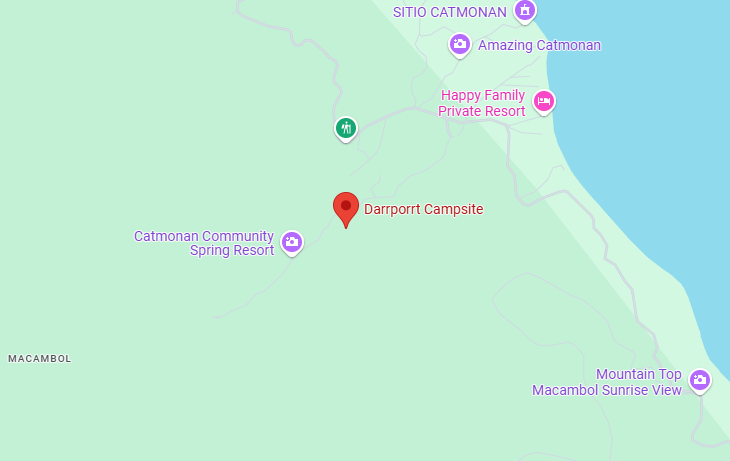 SITIO CATMONAN
Amazing Catmonan
Happy Family
Private Resort
Darrporrt Campsite
Catmonan Community
Spring Resort
MACAMBOL
Mountain Top
Macambol Sunrise View